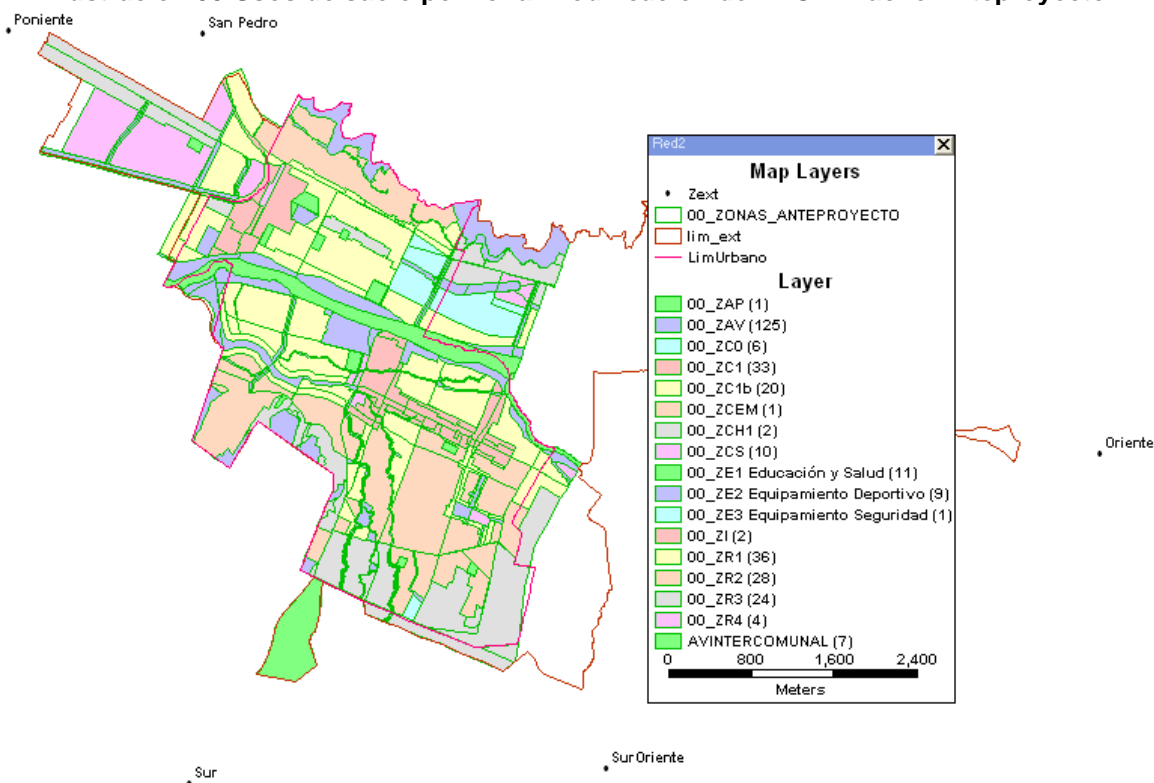 Poniente
San Pedro
Red2
Map Layers
Zext
00_ZONAS_ANTEPROYECTO
lim_ext
LimUrbano
Layer
00_ZAP (1)
00_ZAV (125)
00_ZC0 (6)
00_ZC1 (33)
00_ZC1b (20)
00_ZCEM (1)
00_ZCH1 (2)
00_ZCS (10)
00_ZE1 Educación y Salud (11)
00_ZE2 Equipamiento Deportivo (9)
00_ZE3 Equipamiento Seguridad (1)
00_ZI (2)
00_ZR1 (36)
00_ZR2 (28)
00_ZR3 (24)
00_ZR4 (4)
AVINTERCOMUNAL (7)
0 800 1,600 2,400
Meters
Oriente
Sur Oriente
Sur